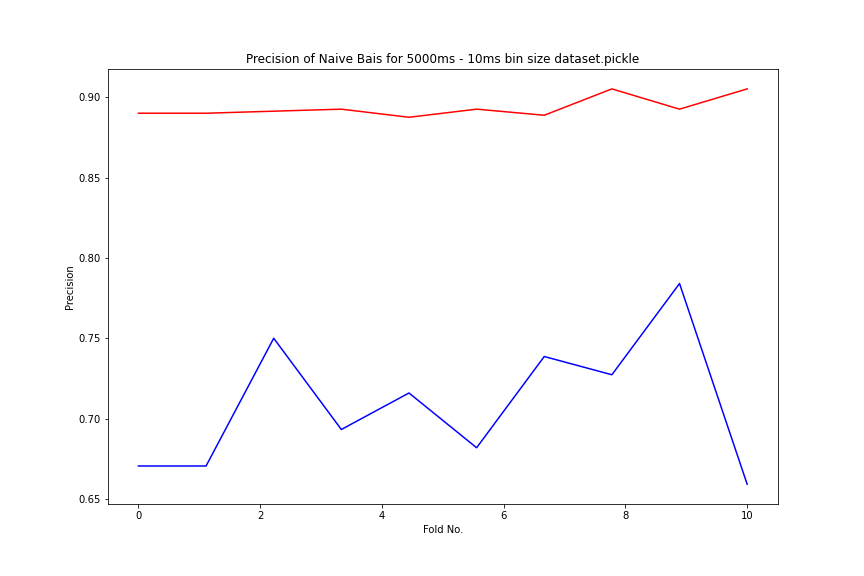 Precision of Naive Bais for 5000ms - 10ms bin size dataset.pickle
0.90
0.85
0.80
0.75
0.70
0.65
Precision
0 2 4 6 8 10
Fold No.